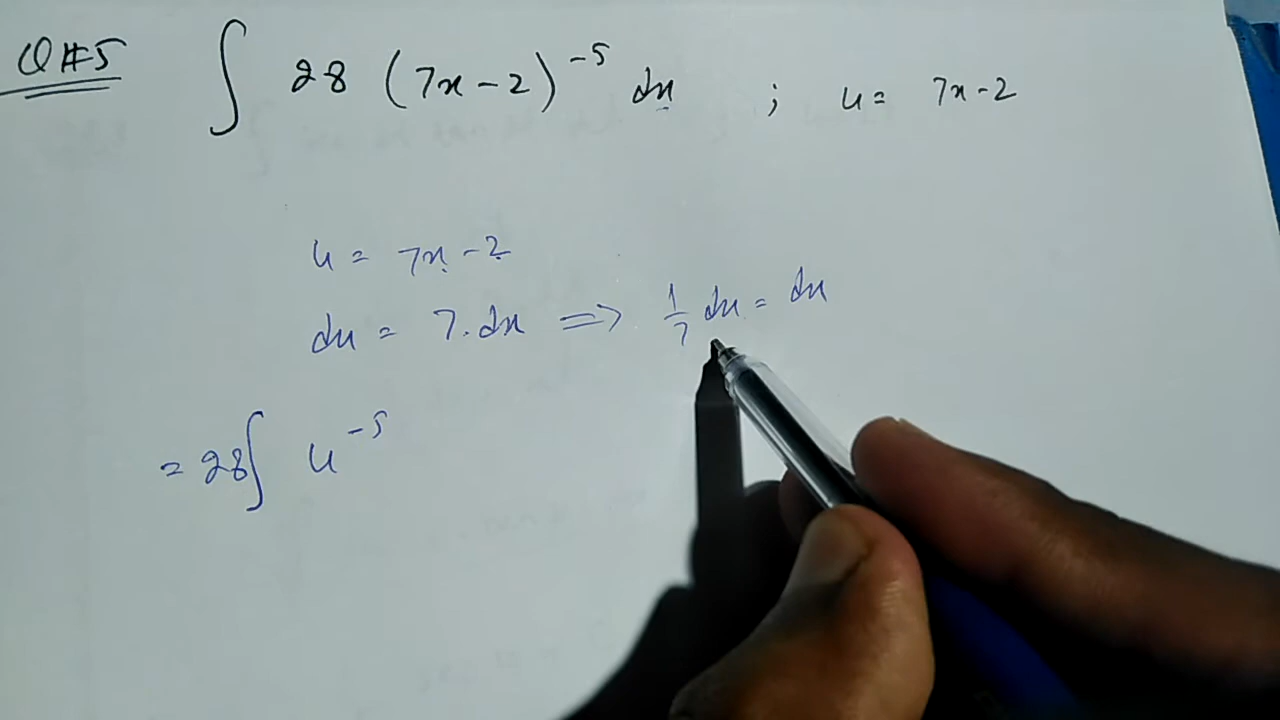 Q#5 ∫ 28 (7x-2)^-5 dx ; u = 7x-2
u = 7x-2
du = 7.dx => 1/7 du = dx
= 28∫ u^-5